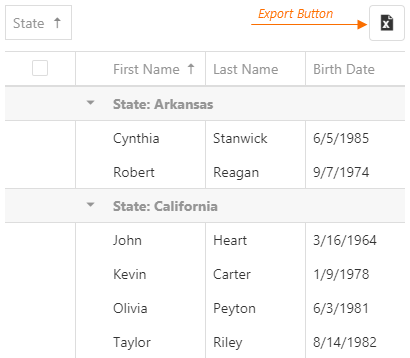 State ↑ Export Button
First Name ↑ Last Name Birth Date
State: Arkansas
Cynthia Stanwick 6/5/1985
Robert Reagan 9/7/1974
State: California
John Heart 3/16/1964
Kevin Carter 1/9/1978
Olivia Peyton 6/3/1981
Taylor Riley 8/14/1982